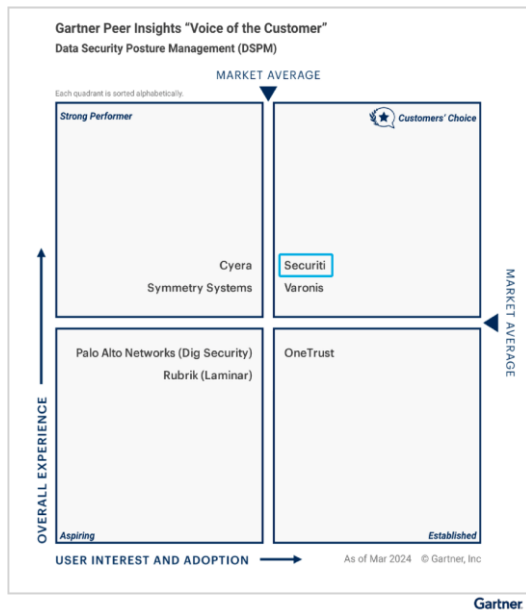 Gartner Peer Insights “Voice of the Customer”
Data Security Posture Management (DSPM)
MARKET AVERAGE
Each quadrant is sorted alphabetically.
Strong Performer
Customers’ Choice
Cyera
Symmetry Systems
Securiti
Varonis
MARKET AVERAGE
Palo Alto Networks (Dig Security)
Rubrik (Laminar)
OneTrust
OVERALL EXPERIENCE
Aspiring
Established
USER INTEREST AND ADOPTION
As of Mar 2024 © Gartner, Inc
Gartner